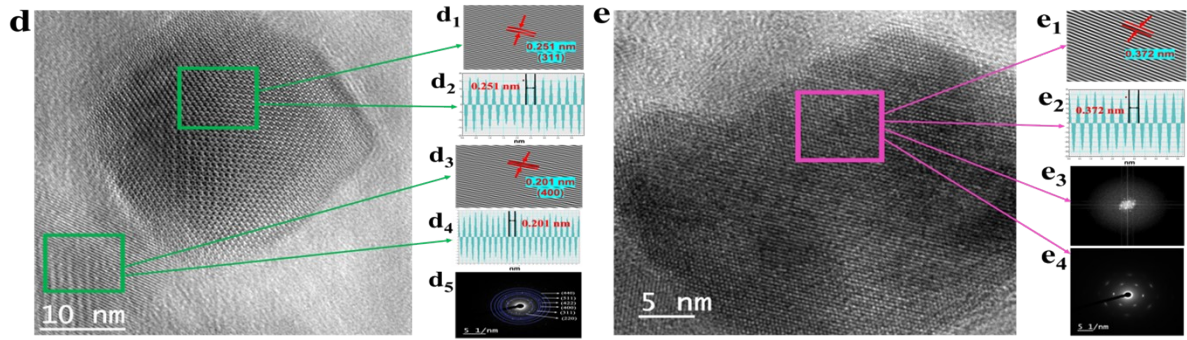 d
10 nm
d1
0.251 nm
(311)
d2
0.251 nm
nm
d3
0.201 nm
(400)
d4
0.201 nm
nm
d5
(440)
(511)
(422)
(400)
(311)
(220)
5 1/nm
e
5 nm
e1
0.372 nm
e2
0.372 nm
nm
e3
e4
5 1/nm